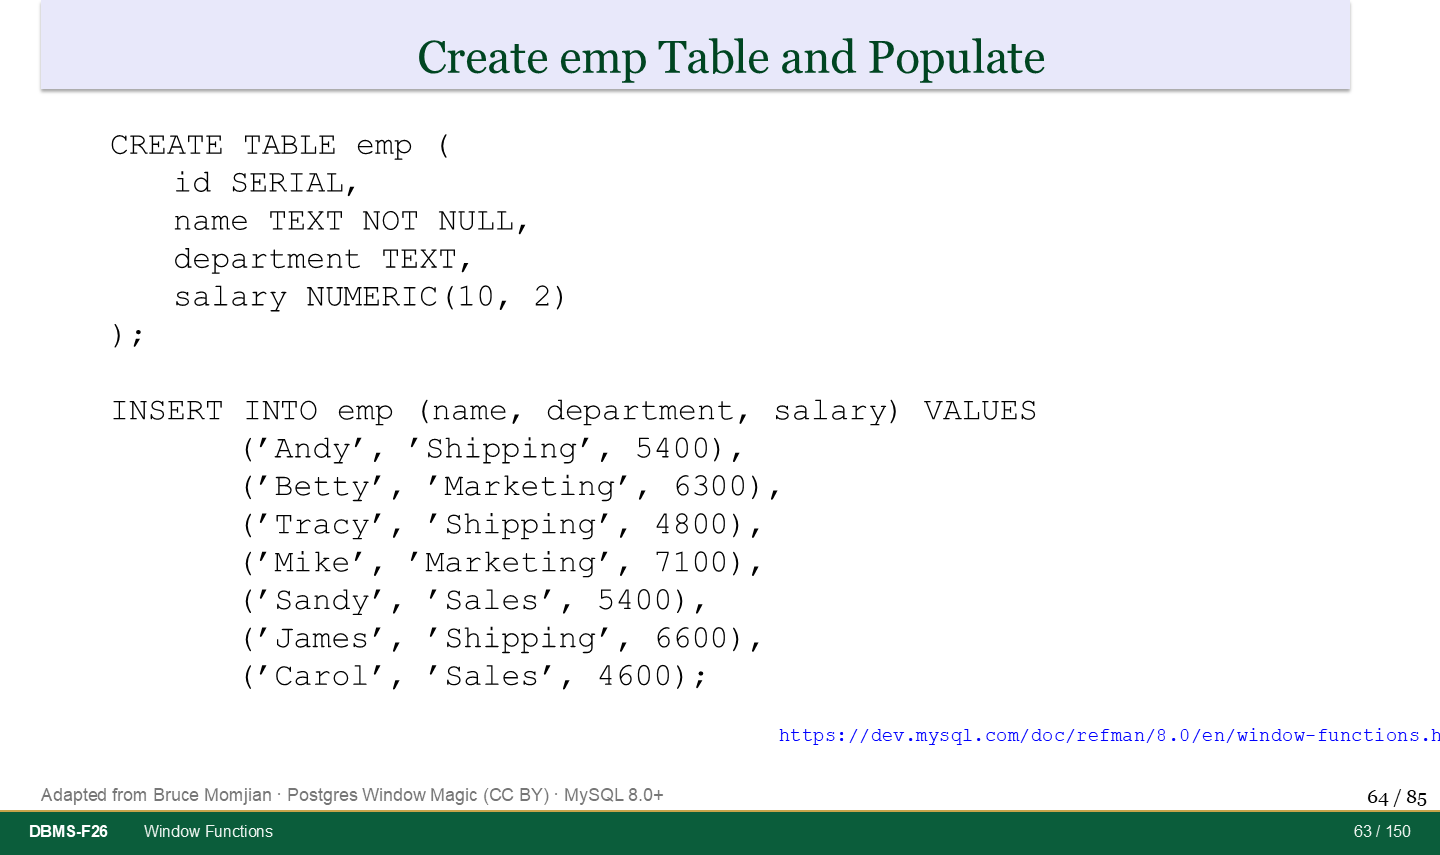 Create emp Table and Populate
CREATE TABLE emp (
id SERIAL,
name TEXT NOT NULL,
department TEXT,
salary NUMERIC(10, 2)
);
INSERT INTO emp (name, department, salary) VALUES
(’Andy’, ’Shipping’, 5400),
(’Betty’, ’Marketing’, 6300),
(’Tracy’, ’Shipping’, 4800),
(’Mike’, ’Marketing’, 7100),
(’Sandy’, ’Sales’, 5400),
(’James’, ’Shipping’, 6600),
(’Carol’, ’Sales’, 4600);
https://dev.mysql.com/doc/refman/8.0/en/window-functions.h
Adapted from Bruce Momjian · Postgres Window Magic (CC BY) · MySQL 8.0+
64 / 85
DBMS-F26 Window Functions 63 / 150